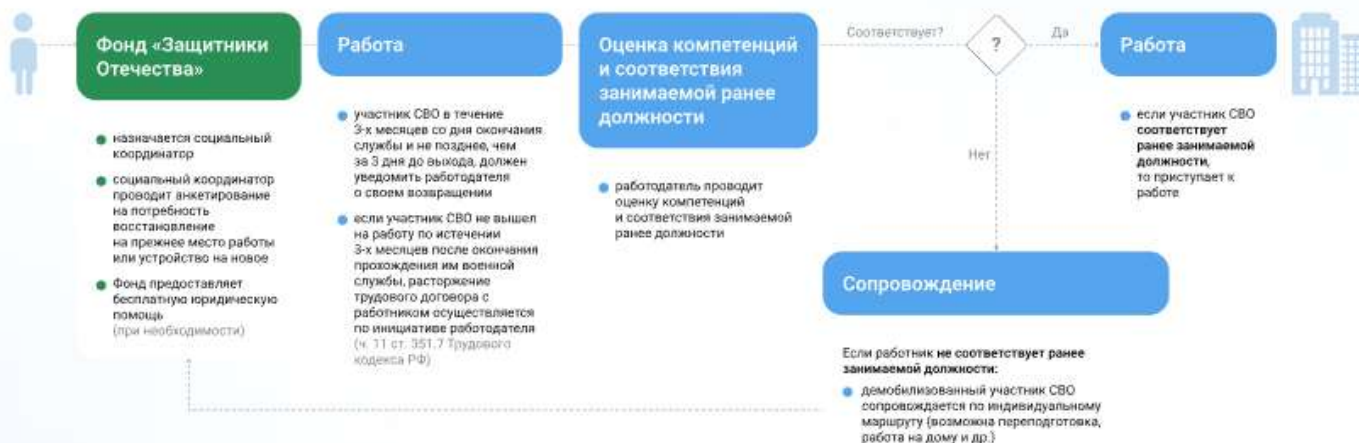 Фонд «Защитники
Отечества»
назначается социальный
координатор
социальный координатор
проводит анкетирование
на потребность
восстановление
на прежнее место работы
или устройство на новое
Фонд предоставляет
бесплатную юридическую
помощь
(при необходимости)
Работа
участник СВО в течение
3-х месяцев со дня окончания
службы и не позднее, чем
за 3 дня до выхода, должен
уведомить работодателя
о своем возвращении
если участник СВО не вышел
на работу по истечении
3-х месяцев после окончания
прохождения им военной
службы, расторжение
трудового договора с
работником осуществляется
по инициативе работодателя
(ч. 11 ст. 351.7 Трудового
кодекса РФ)
Оценка компетенций
и соответствия
занимаемой ранее
должности
работодатель проводит
оценку компетенций
и соответствия занимаемой
ранее должности
Соответствует?
?
Да
Нет
Работа
если участник СВО
соответствует
ранее занимаемой
должности,
то приступает к
работе
Сопровождение
Если работник не соответствует ранее
занимаемой должности:
демобилизованный участник СВО
сопровождается по индивидуальному
маршруту (возможна переподготовка,
работа на дому и др.)